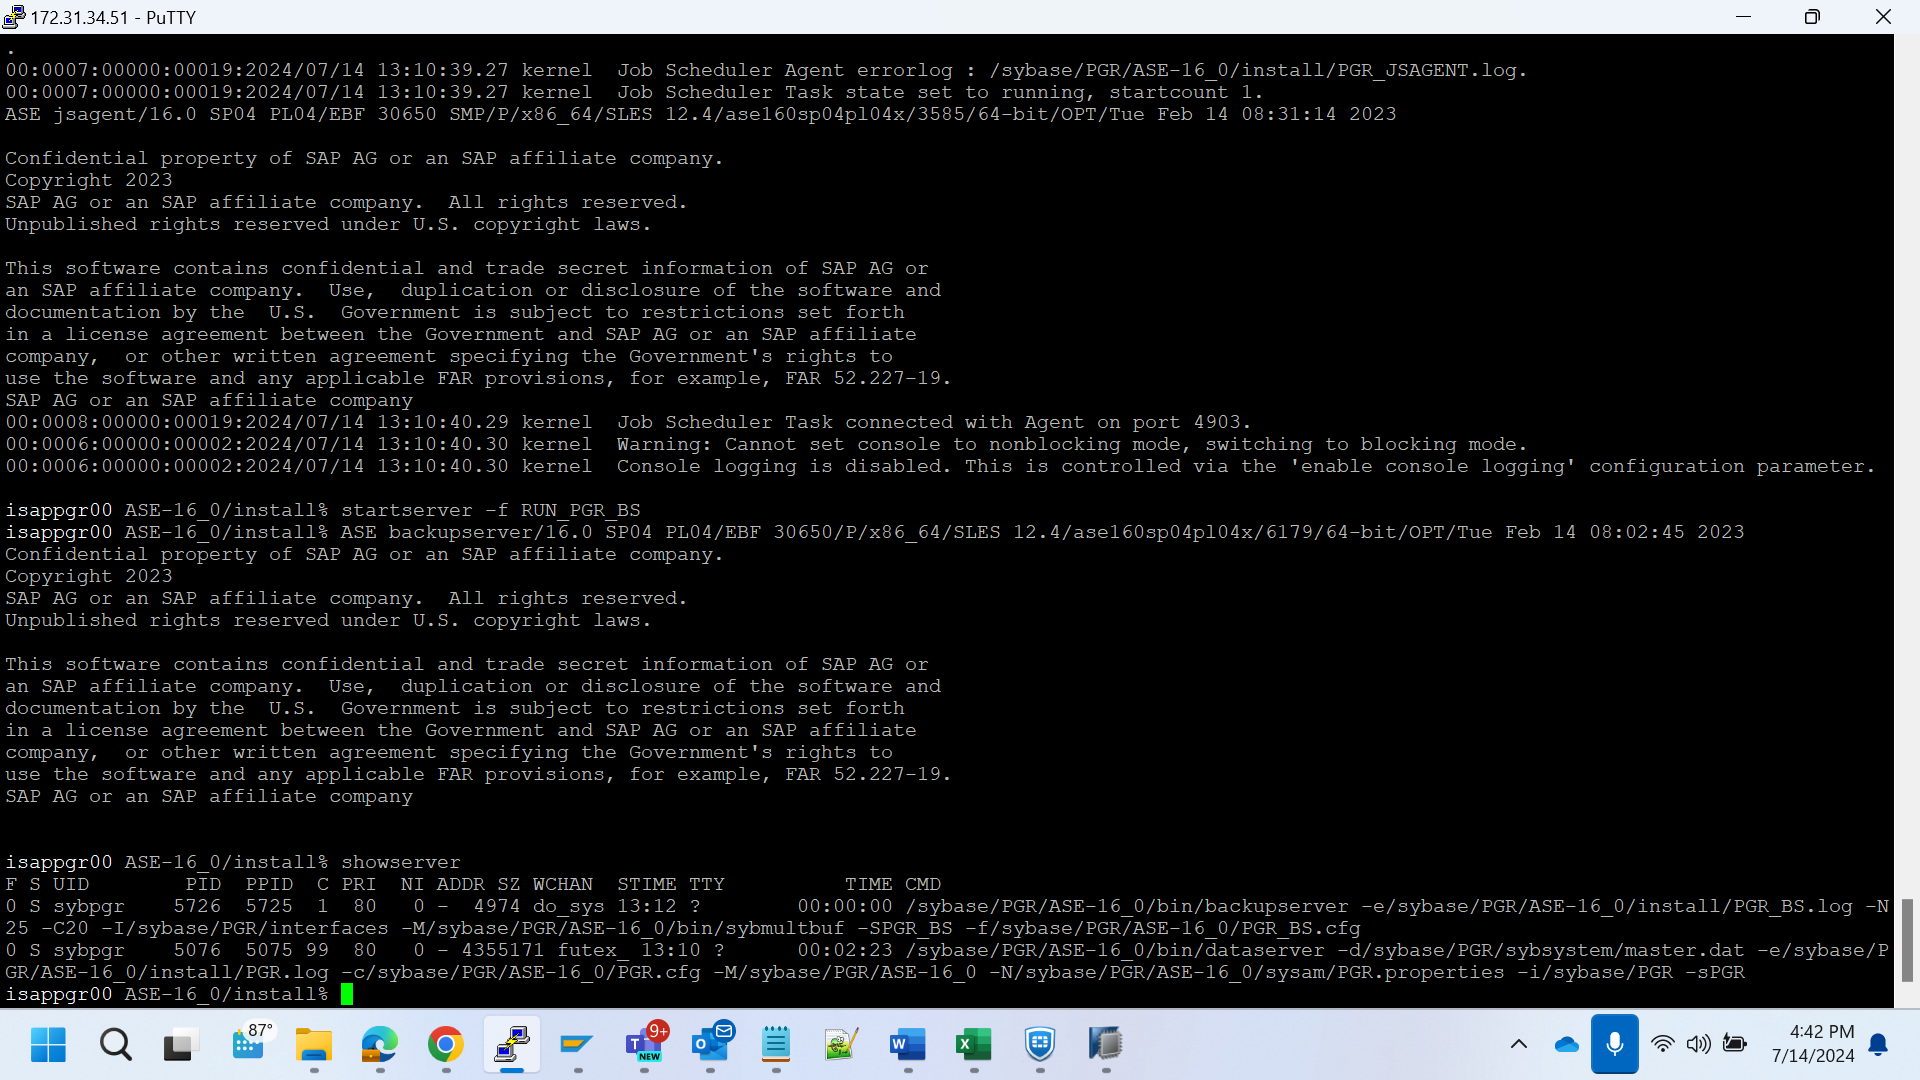 172.31.34.51 - PuTTY
.
00:0007:00000:00019:2024/07/14 13:10:39.27 kernel  Job Scheduler Agent errorlog : /sybase/PGR/ASE-16_0/install/PGR_JSAGENT.log.
00:0007:00000:00019:2024/07/14 13:10:39.27 kernel  Job Scheduler Task state set to running, startcount 1.
ASE jsagent/16.0 SP04 PL04/EBF 30650 SMP/P/x86_64/SLES 12.4/ase160sp04pl04x/3585/64-bit/OPT/Tue Feb 14 08:31:14 2023
Confidential property of SAP AG or an SAP affiliate company.
Copyright 2023
SAP AG or an SAP affiliate company.  All rights reserved.
Unpublished rights reserved under U.S. copyright laws.
This software contains confidential and trade secret information of SAP AG or
an SAP affiliate company.  Use,  duplication or disclosure of the software and
documentation by the  U.S.  Government is subject to restrictions set forth
in a license agreement between the Government and SAP AG or an SAP affiliate
company,  or other written agreement specifying the Government's rights to
use the software and any applicable FAR provisions, for example, FAR 52.227-19.
SAP AG or an SAP affiliate company
00:0008:00000:00019:2024/07/14 13:10:40.29 kernel  Job Scheduler Task connected with Agent on port 4903.
00:0006:00000:00002:2024/07/14 13:10:40.30 kernel  Warning: Cannot set console to nonblocking mode, switching to blocking mode.
00:0006:00000:00002:2024/07/14 13:10:40.30 kernel  Console logging is disabled. This is controlled via the 'enable console logging' configuration parameter.
isappgr00 ASE-16_0/install% startserver -f RUN_PGR_BS
isappgr00 ASE-16_0/install% ASE backupserver/16.0 SP04 PL04/EBF 30650/P/x86_64/SLES 12.4/ase160sp04pl04x/6179/64-bit/OPT/Tue Feb 14 08:02:45 2023
Confidential property of SAP AG or an SAP affiliate company.
Copyright 2023
SAP AG or an SAP affiliate company.  All rights reserved.
Unpublished rights reserved under U.S. copyright laws.
This software contains confidential and trade secret information of SAP AG or
an SAP affiliate company.  Use,  duplication or disclosure of the software and
documentation by the  U.S.  Government is subject to restrictions set forth
in a license agreement between the Government and SAP AG or an SAP affiliate
company,  or other written agreement specifying the Government's rights to
use the software and any applicable FAR provisions, for example, FAR 52.227-19.
SAP AG or an SAP affiliate company
isappgr00 ASE-16_0/install% showserver
F S UID        PID  PPID  C PRI  NI ADDR SZ WCHAN  STIME TTY          TIME CMD
0 S sybpgr    5726  5725  1  80   0 -  4974 do_sys 13:12 ?        00:00:00 /sybase/PGR/ASE-16_0/bin/backupserver -e/sybase/PGR/ASE-16_0/install/PGR_BS.log -N
25 -C20 -I/sybase/PGR/interfaces -M/sybase/PGR/ASE-16_0/bin/sybmultbuf -SPGR_BS -f/sybase/PGR/ASE-16_0/PGR_BS.cfg
0 S sybpgr    5076  5075 99  80   0 - 4355171 futex_ 13:10 ?      00:02:23 /sybase/PGR/ASE-16_0/bin/dataserver -d/sybase/PGR/sybsystem/master.dat -e/sybase/P
GR/ASE-16_0/install/PGR.log -c/sybase/PGR/ASE-16_0/PGR.cfg -M/sybase/PGR/ASE-16_0 -N/sybase/PGR/ASE-16_0/sysam/PGR.properties -i/sybase/PGR -sPGR
isappgr00 ASE-16_0/install%
87°
9+
NEW
4:42 PM
7/14/2024